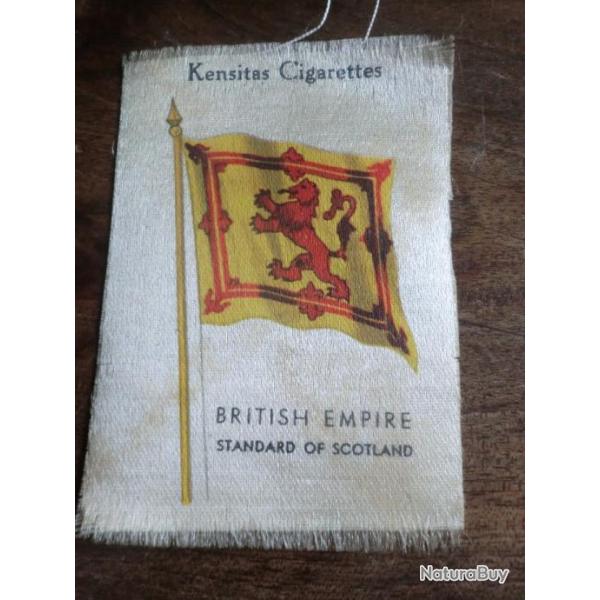 Kensitas Cigarettes
BRITISH EMPIRE
STANDARD OF SCOTLAND
NaturaBuy